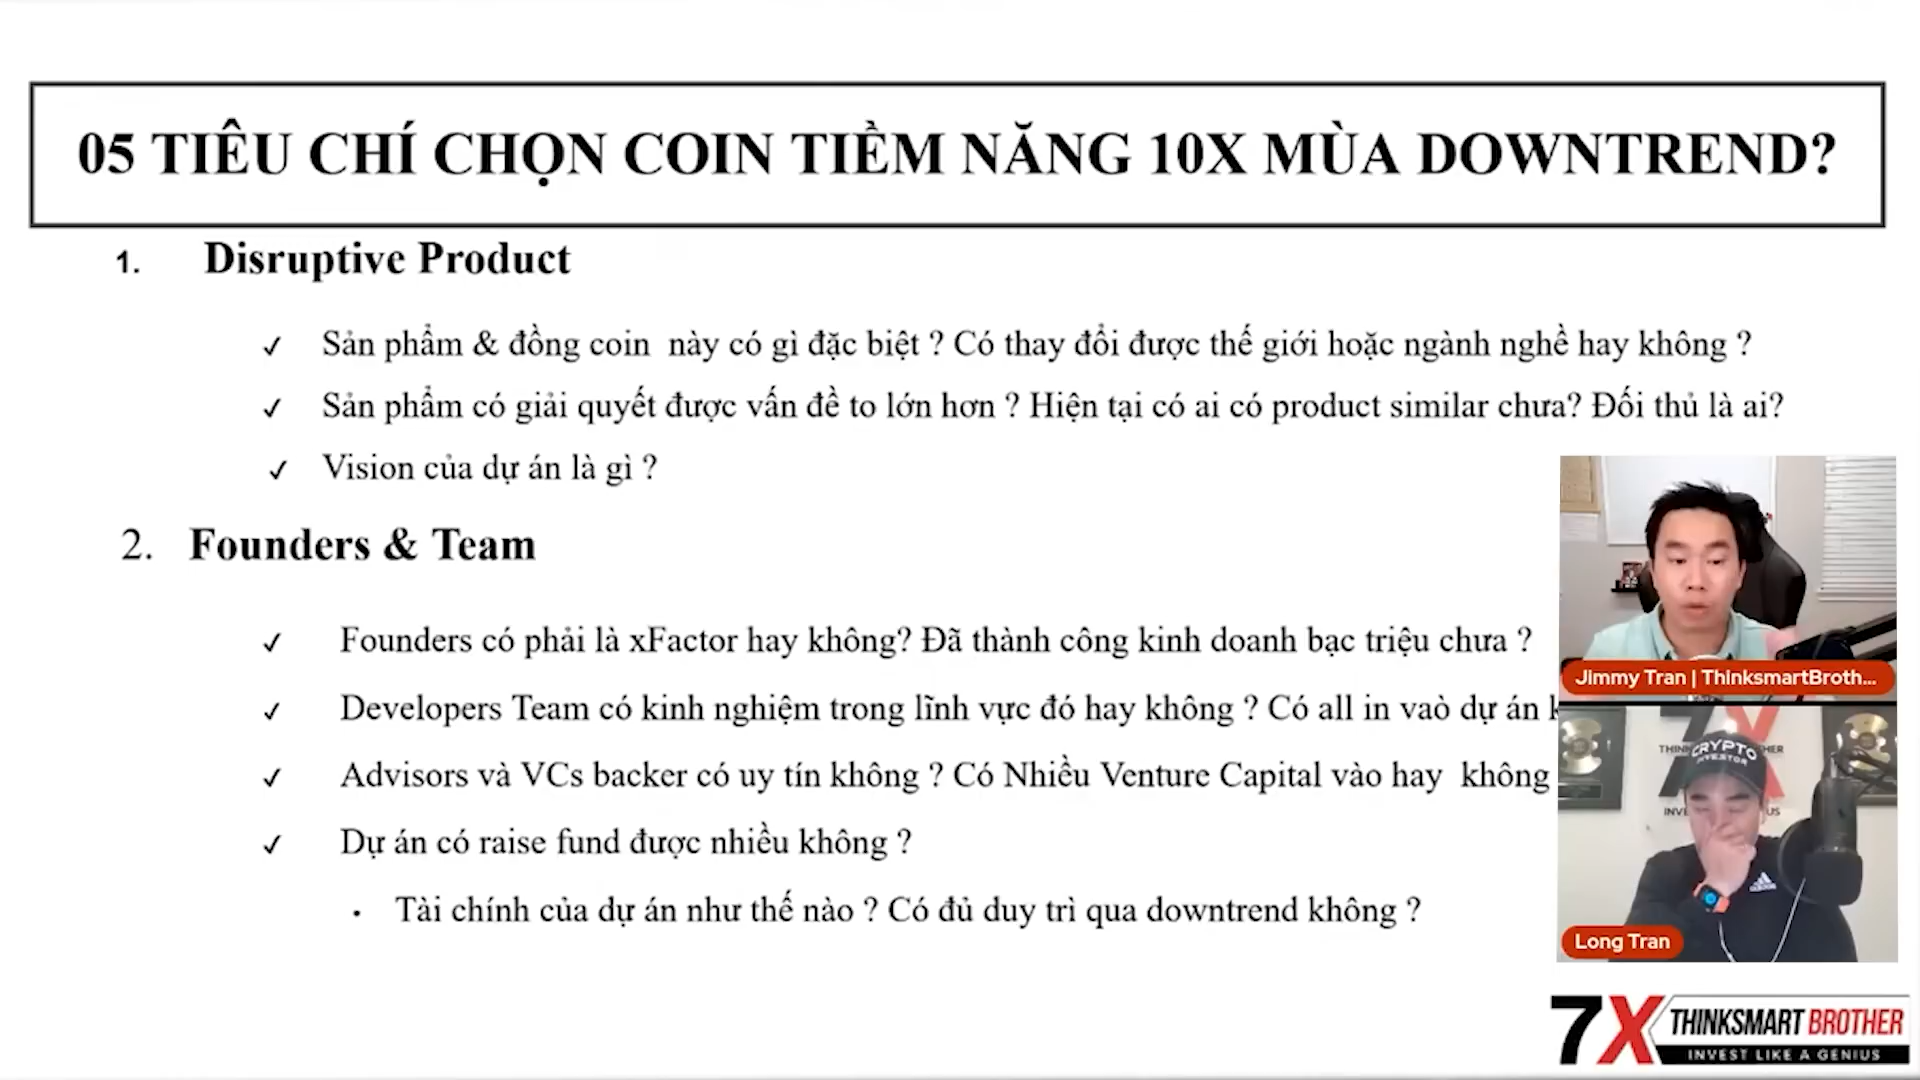 05 TIÊU CHÍ CHỌN COIN TIỀM NĂNG 10X MÙA DOWNTREND?
1. Disruptive Product
✓ Sản phẩm & đồng coin này có gì đặc biệt ? Có thay đổi được thế giới hoặc ngành nghề hay không ?
✓ Sản phẩm có giải quyết được vấn đề to lớn hơn ? Hiện tại có ai có product similar chưa? Đối thủ là ai?
✓ Vision của dự án là gì ?
2. Founders & Team
✓ Founders có phải là xFactor hay không? Đã thành công kinh doanh bạc triệu chưa ?
✓ Developers Team có kinh nghiệm trong lĩnh vực đó hay không ? Có all in vaò dự án
✓ Advisors và VCs backer có uy tín không ? Có Nhiều Venture Capital vào hay không
✓ Dự án có raise fund được nhiều không ?
• Tài chính của dự án như thế nào ? Có đủ duy trì qua downtrend không ?
Jimmy Tran | ThinksmartBroth...
CRYPTO
INVESTOR
adidas
Long Tran
7X THINKSMART BROTHER
INVEST LIKE A GENIUS